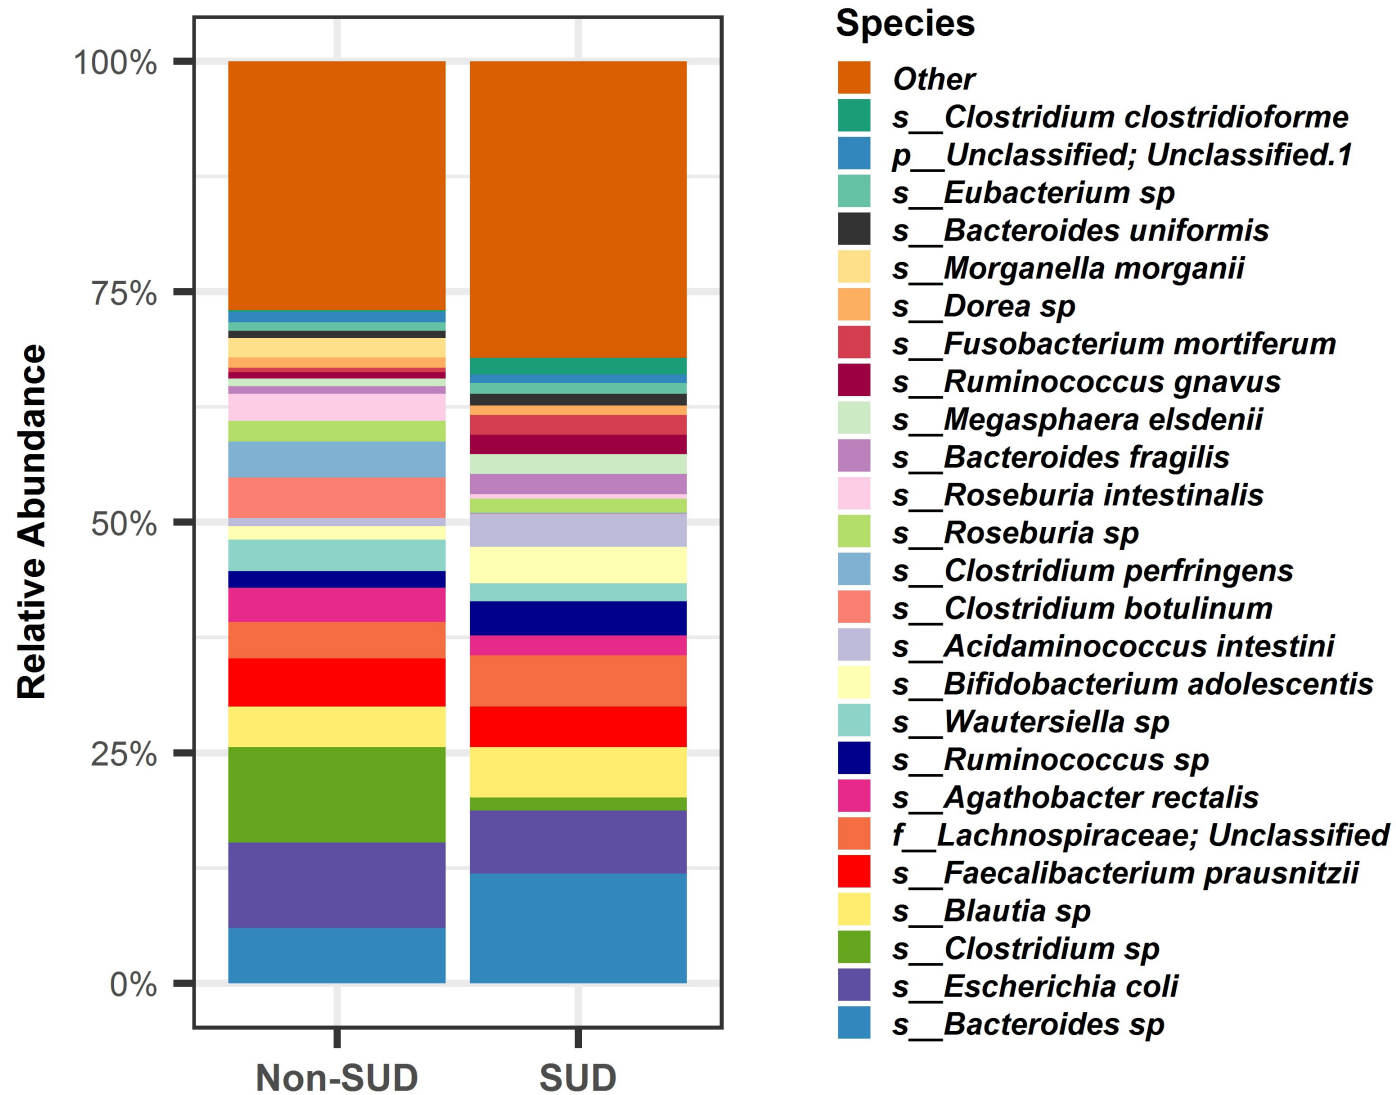 Species
100%
75%
50%
25%
0%
Relative Abundance
Non-SUD
SUD
Other
s__Clostridium clostridioforme
p__Unclassified; Unclassified.1
s__Eubacterium sp
s__Bacteroides uniformis
s__Morganella morganii
s__Dorea sp
s__Fusobacterium mortiferum
s__Ruminococcus gnavus
s__Megasphaera elsdenii
s__Bacteroides fragilis
s__Roseburia intestinalis
s__Roseburia sp
s__Clostridium perfringens
s__Clostridium botulinum
s__Acidaminococcus intestini
s__Bifidobacterium adolescentis
s__Wautersiella sp
s__Ruminococcus sp
s__Agathobacter rectalis
f__Lachnospiraceae; Unclassified
s__Faecalibacterium prausnitzii
s__Blautia sp
s__Clostridium sp
s__Escherichia coli
s__Bacteroides sp